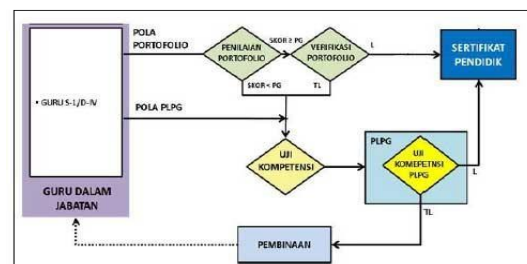 POLA
PORTOFOLIO
PENILAIAN
PORTOFOLIO
SKOR ≥ PG
VERIFIKASI
PORTOFOLIO
L
SERTIFIKAT
PENDIDIK
• GURU S-1/D-IV
SKOR < PG
TL
POLA PLPG
UJI
KOMPETENSI
PLPG
UJI
KOMEPETNSI
PLPG
L
TL
GURU DALAM
JABATAN
PEMBINAAN